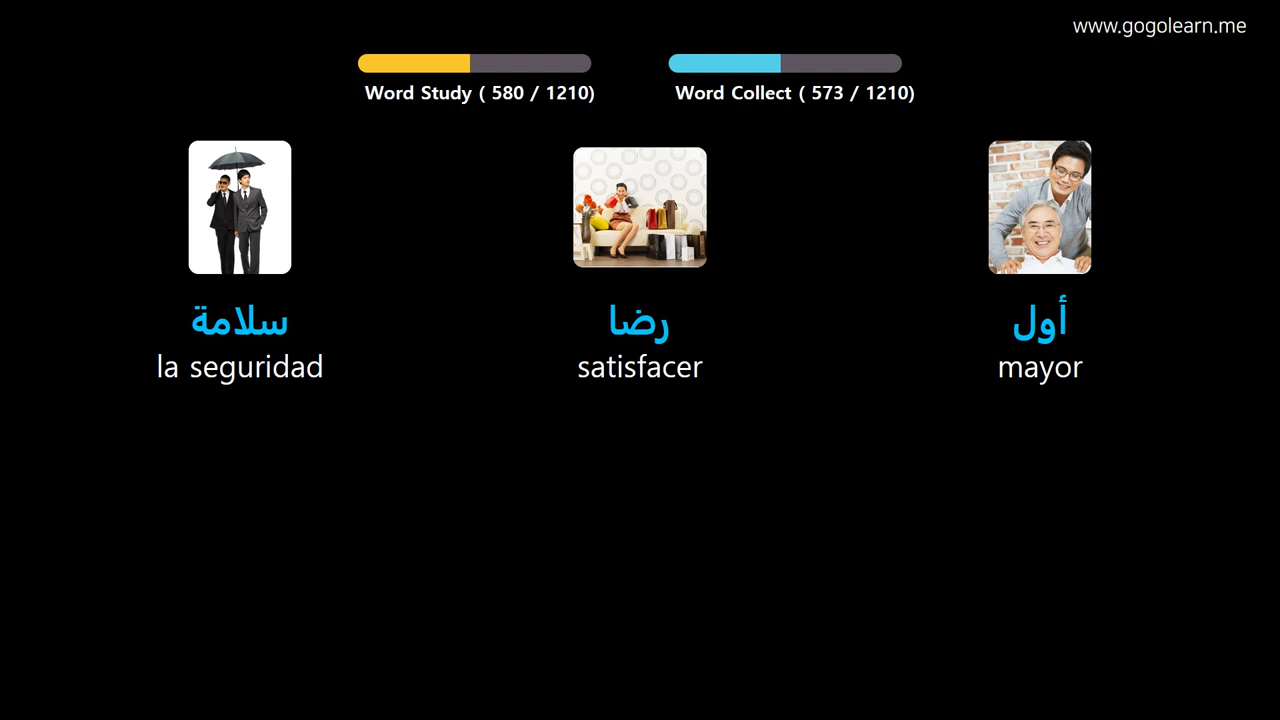 www.gogolearn.me
Word Study ( 580 / 1210)
Word Collect ( 573 / 1210)
سلامة
la seguridad
رضا
satisfacer
أول
mayor